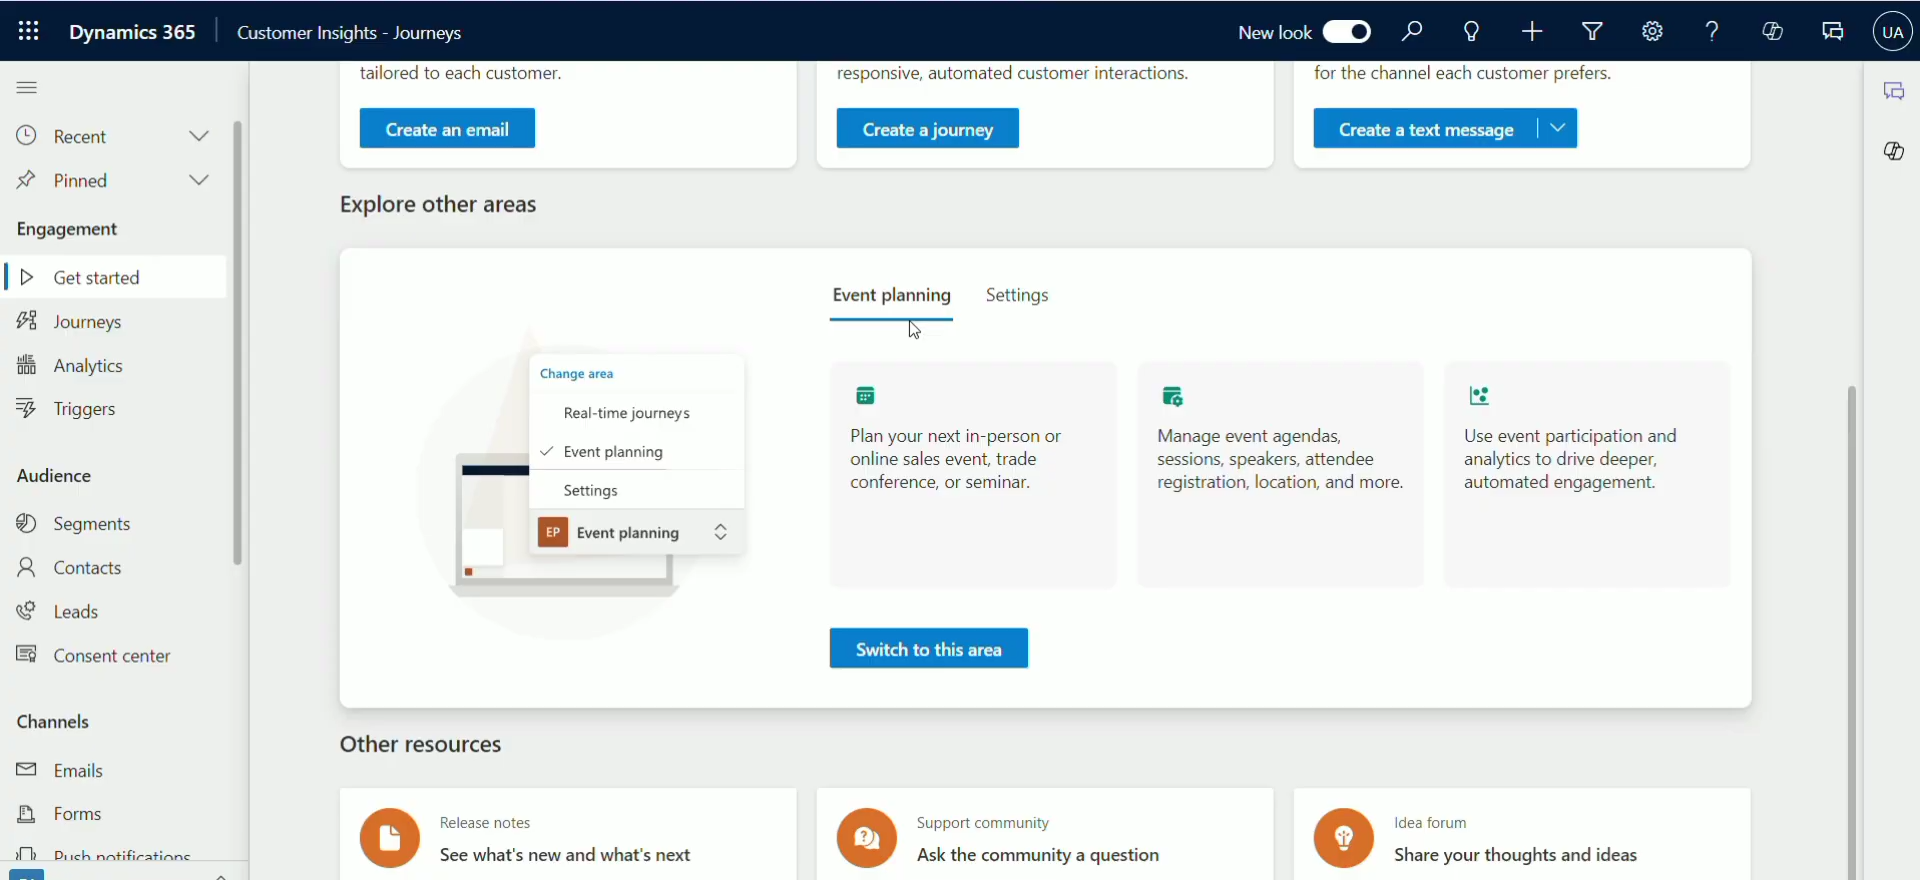 Dynamics 365
Customer Insights - Journeys
New look
UA
Recent
Pinned
Engagement
Get started
Journeys
Analytics
Triggers
Audience
Segments
Contacts
Leads
Consent center
Channels
Emails
Forms
Push notifications
tailored to each customer.
Create an email
responsive, automated customer interactions.
Create a journey
for the channel each customer prefers.
Create a text message
Explore other areas
Change area
Real-time journeys
Event planning
Settings
EP Event planning
Event planning
Settings
Plan your next in-person or
online sales event, trade
conference, or seminar.
Manage event agendas,
sessions, speakers, attendee
registration, location, and more.
Use event participation and
analytics to drive deeper,
automated engagement.
Switch to this area
Other resources
Release notes
See what's new and what's next
Support community
Ask the community a question
Idea forum
Share your thoughts and ideas